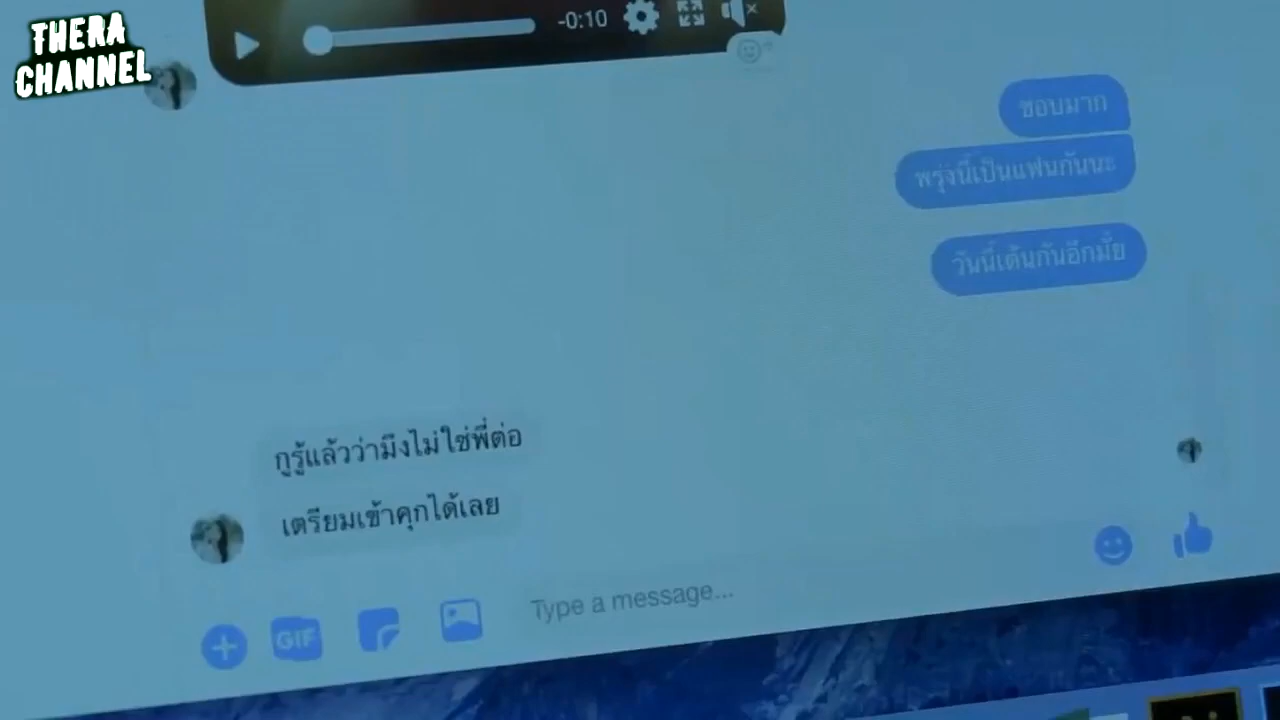 THERA
CHANNEL
-0:10
ชอบมาก
พรุ่งนี้เป็นแฟนกันนะ
วันนี้เต้นกันอีกมั้ย
กูรู้แล้วว่ามึงไม่ใช่พี่ต่อ
เตรียมเข้าคุกได้เลย
GIF
Type a message...